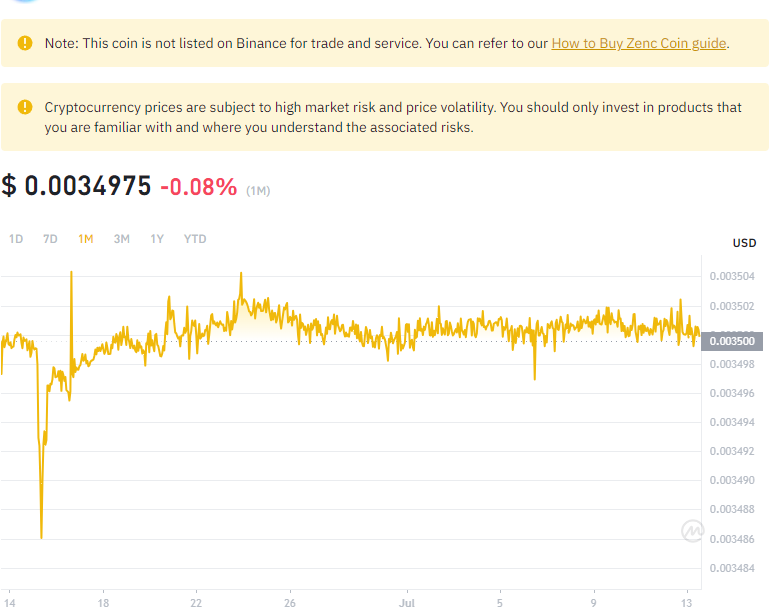 Note: This coin is not listed on Binance for trade and service. You can refer to our How to Buy Zenc Coin guide.
Cryptocurrency prices are subject to high market risk and price volatility. You should only invest in products that
you are familiar with and where you understand the associated risks.
$ 0.0034975 -0.08% (1M)
1D 7D 1M 3M 1Y YTD
USD
0.003504
0.003502
0.003500
0.003498
0.003496
0.003494
0.003492
0.003490
0.003488
0.003486
0.003484
14 18 22 26 Jul 5 9 13